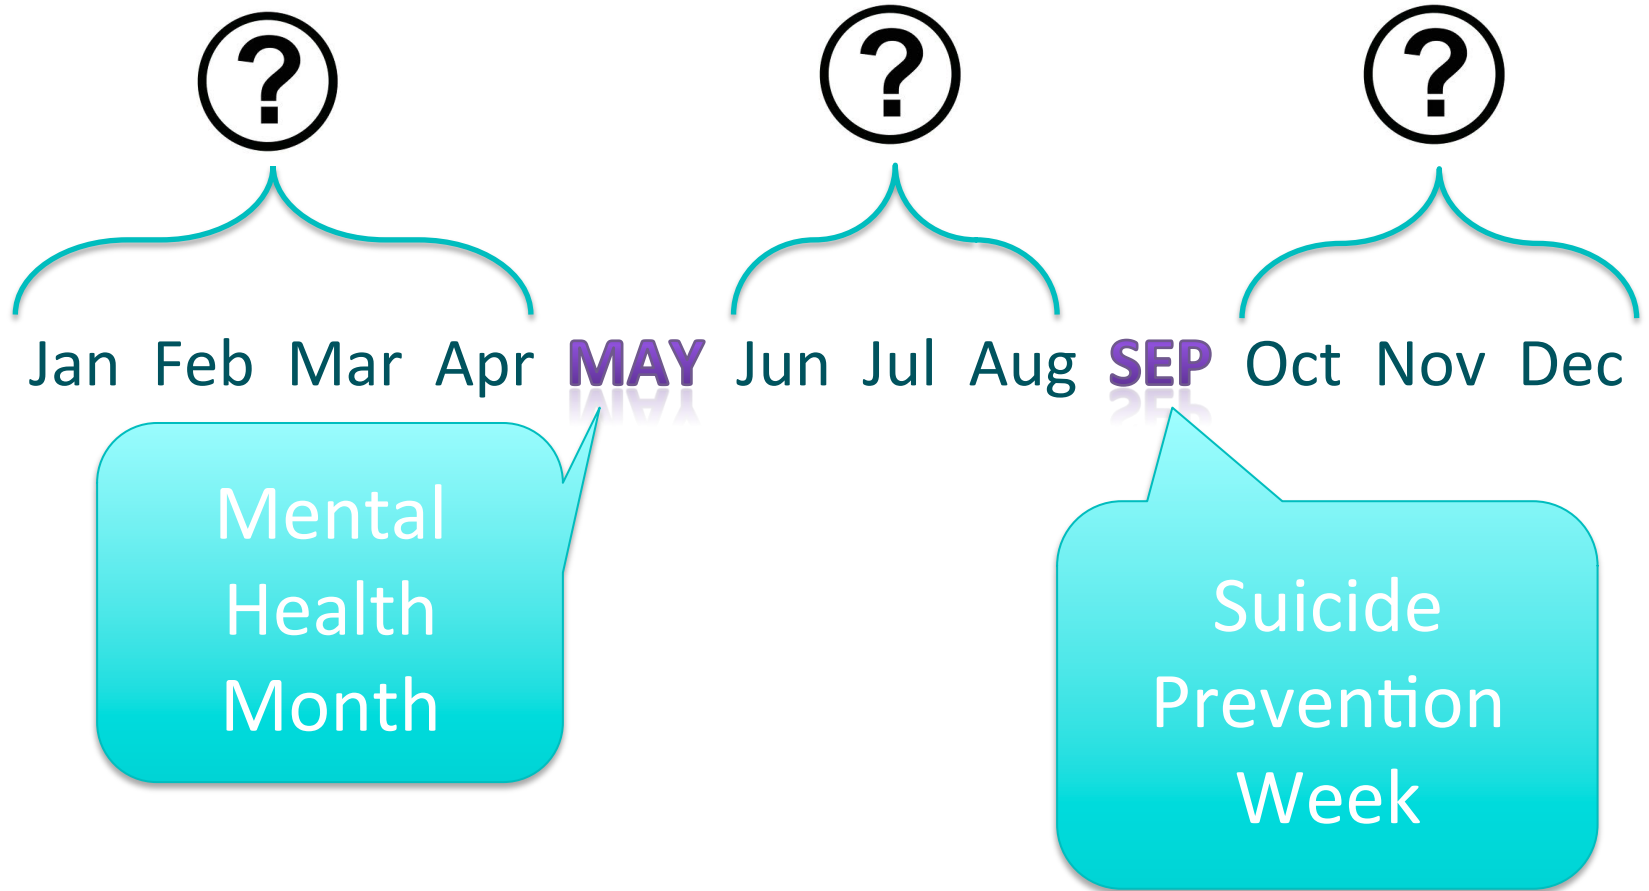 ? ? ?
Jan Feb Mar Apr MAY Jun Jul Aug SEP Oct Nov Dec
Mental
Health
Month
Suicide
Prevention
Week